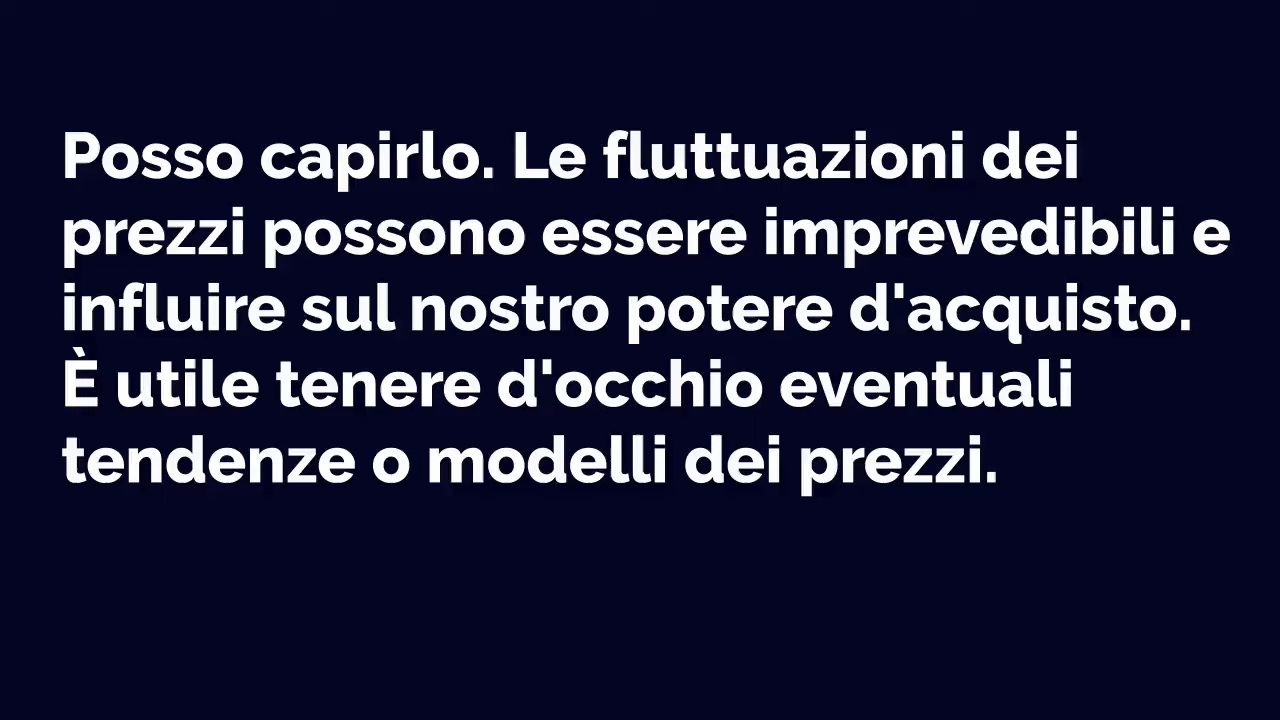 Posso capirlo. Le fluttuazioni dei
prezzi possono essere imprevedibili e
influire sul nostro potere d'acquisto.
È utile tenere d'occhio eventuali
tendenze o modelli dei prezzi.